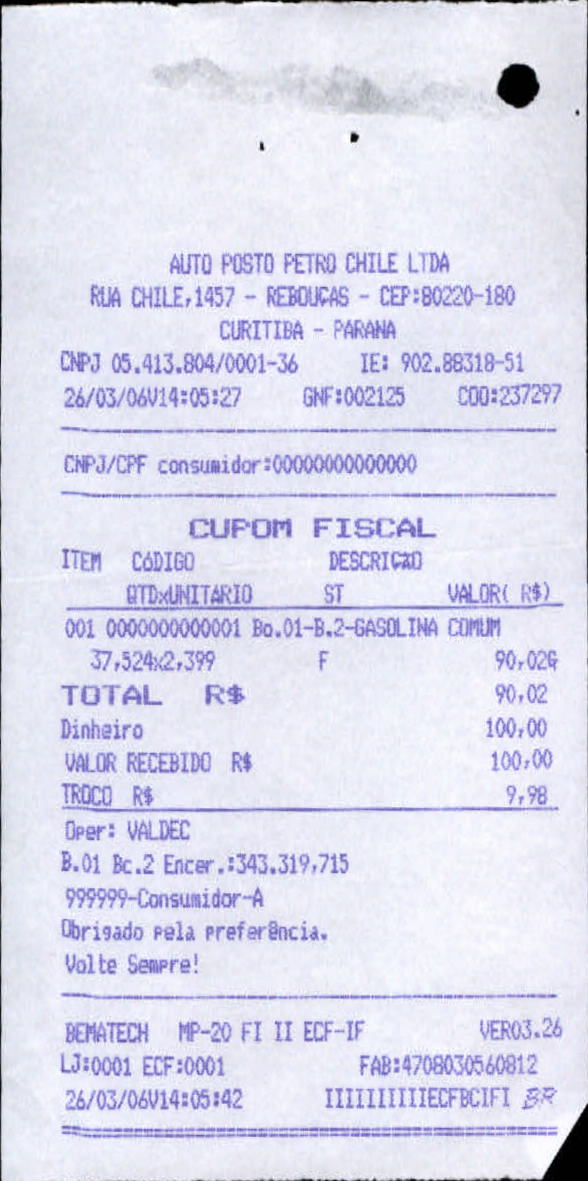 AUTO POSTO PETRO CHILE LTDA
RUA CHILE,1457 - REBOUÇAS - CEP:80220-180
CURITIBA - PARANA
CNPJ 05.413.804/0001-36 IE: 902.88318-51
26/03/06V14:05:27 GNF:002125 COO:237297
CNPJ/CPF consumidor:00000000000000
CUPOM FISCAL
ITEM CóDIGO DESCRIÇãO
QTDxUNITARIO ST VALOR( R$)
001 0000000000001 Bo.01-B.2-GASOLINA COMUM
37,524x2,399 F 90,02G
TOTAL R$ 90,02
Dinheiro 100,00
VALOR RECEBIDO R$ 100,00
TROCO R$ 9,98
Oper: VALDEC
B.01 Bc.2 Encer.:343.319,715
999999-Consumidor-A
Obrigado pela preferência.
Volte Sempre!
BEMATECH MP-20 FI II ECF-IF VER03.26
LJ:0001 ECF:0001 FAB:4708030560812
26/03/06V14:05:42 IIIIIIIIIIECFBCIFI BR